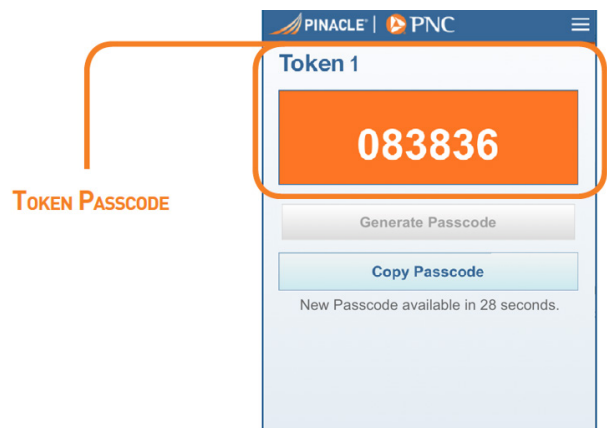 PINACLE® | PNC
Token 1
083836
TOKEN PASSCODE
Generate Passcode
Copy Passcode
New Passcode available in 28 seconds.